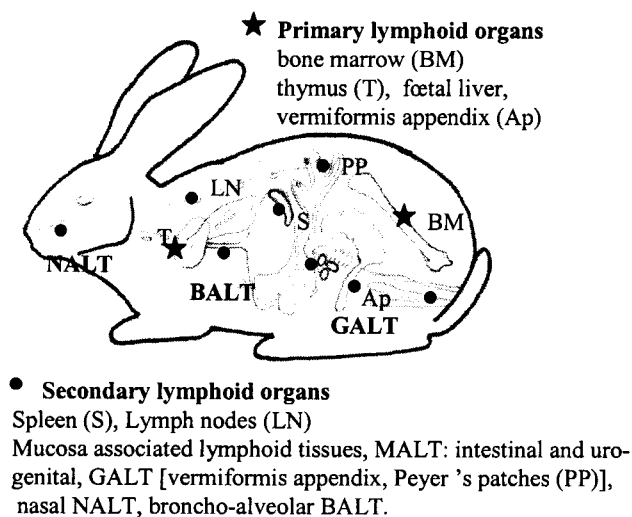 ★ Primary lymphoid organs
bone marrow (BM)
thymus (T), fœtal liver,
vermiformis appendix (Ap)
PP
LN
S
BM
T
NALT
BALT
Ap
GALT
● Secondary lymphoid organs
Spleen (S), Lymph nodes (LN)
Mucosa associated lymphoid tissues, MALT: intestinal and uro-
genital, GALT [vermiformis appendix, Peyer 's patches (PP)],
nasal NALT, broncho-alveolar BALT.